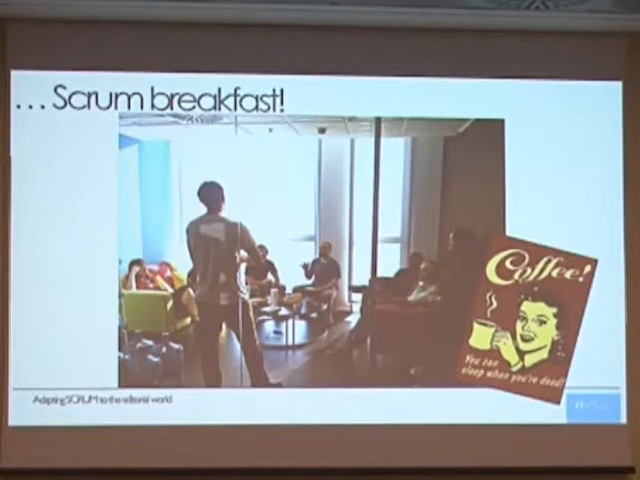 ... Scrum breakfast!
Coffee!
You can
sleep when you're dead!
Adapting SCRUM to the editorial world